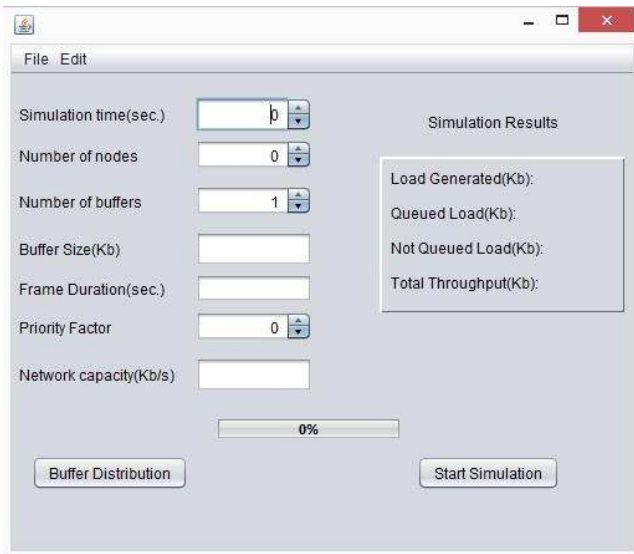 File Edit
Simulation time(sec.) 0
Number of nodes 0
Number of buffers 1
Buffer Size(Kb)
Frame Duration(sec.)
Priority Factor 0
Network capacity(Kb/s)
Simulation Results
Load Generated(Kb):
Queued Load(Kb):
Not Queued Load(Kb):
Total Throughput(Kb):
0%
Buffer Distribution
Start Simulation